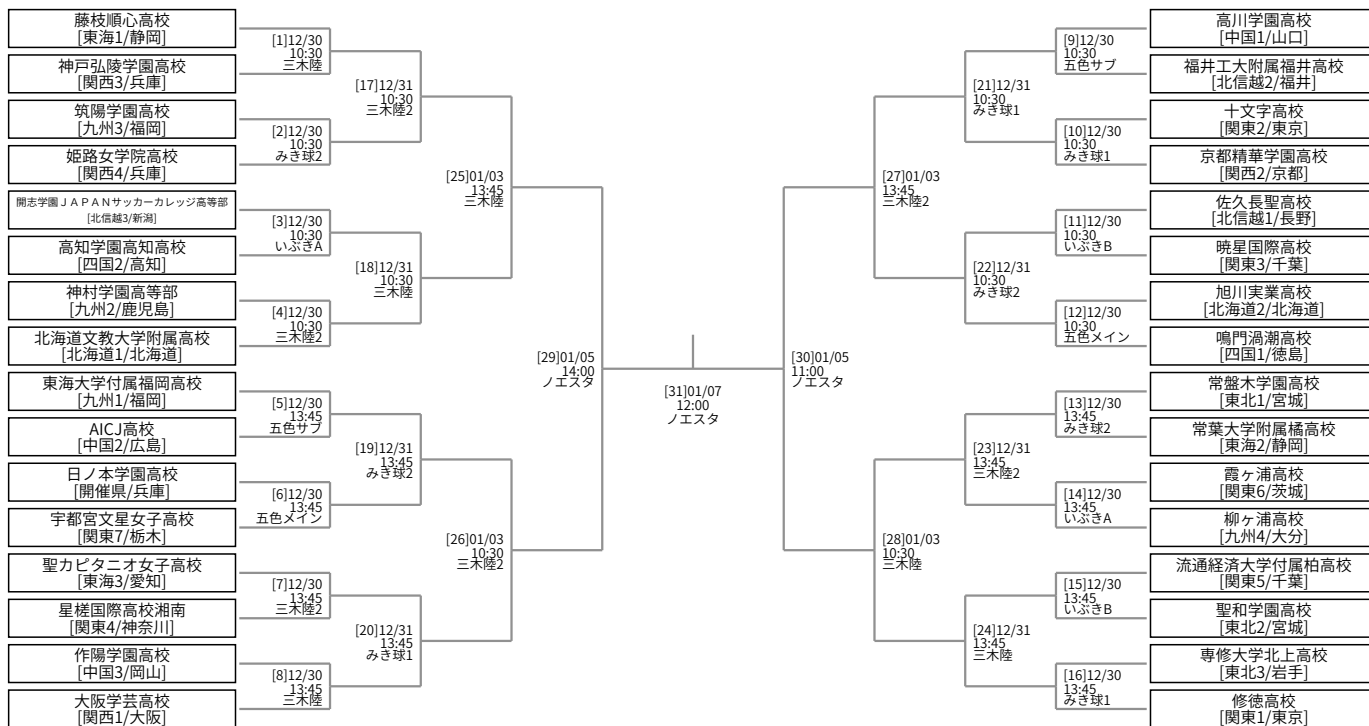 藤枝順心高校
[東海1/静岡]
神戸弘陵学園高校
[関西3/兵庫]
筑陽学園高校
[九州3/福岡]
姫路女学院高校
[関西4/兵庫]
開志学園ＪＡＰＡＮサッカーカレッジ高等部
[北信越3/新潟]
高知学園高知高校
[四国2/高知]
神村学園高等部
[九州2/鹿児島]
北海道文教大学附属高校
[北海道1/北海道]
東海大学付属福岡高校
[九州1/福岡]
AICJ高校
[中国2/広島]
日ノ本学園高校
[開催県/兵庫]
宇都宮文星女子高校
[関東7/栃木]
聖カピタニオ女子高校
[東海3/愛知]
星槎国際高校湘南
[関東4/神奈川]
作陽学園高校
[中国3/岡山]
大阪学芸高校
[関西1/大阪]
[1]12/30
10:30
三木陸
[2]12/30
10:30
みき球2
[3]12/30
10:30
いぶきA
[4]12/30
10:30
三木陸2
[5]12/30
13:45
五色サブ
[6]12/30
13:45
五色メイン
[7]12/30
13:45
三木陸2
[8]12/30
13:45
三木陸
[17]12/31
10:30
三木陸2
[18]12/31
10:30
三木陸
[19]12/31
13:45
みき球2
[20]12/31
13:45
みき球1
[25]01/03
13:45
三木陸
[26]01/03
10:30
三木陸2
[29]01/05
14:00
ノエスタ
[31]01/07
12:00
ノエスタ
[30]01/05
11:00
ノエスタ
[27]01/03
13:45
三木陸2
[28]01/03
10:30
三木陸
[21]12/31
10:30
みき球1
[22]12/31
10:30
みき球2
[23]12/31
13:45
三木陸2
[24]12/31
13:45
三木陸
[9]12/30
10:30
五色サブ
[10]12/30
10:30
みき球1
[11]12/30
10:30
いぶきB
[12]12/30
10:30
五色メイン
[13]12/30
13:45
みき球2
[14]12/30
13:45
いぶきA
[15]12/30
13:45
いぶきB
[16]12/30
13:45
みき球1
高川学園高校
[中国1/山口]
福井工大附属福井高校
[北信越2/福井]
十文字高校
[関東2/東京]
京都精華学園高校
[関西2/京都]
佐久長聖高校
[北信越1/長野]
暁星国際高校
[関東3/千葉]
旭川実業高校
[北海道2/北海道]
鳴門渦潮高校
[四国1/徳島]
常盤木学園高校
[東北1/宮城]
常葉大学附属橘高校
[東海2/静岡]
霞ヶ浦高校
[関東6/茨城]
柳ヶ浦高校
[九州4/大分]
流通経済大学付属柏高校
[関東5/千葉]
聖和学園高校
[東北2/宮城]
専修大学北上高校
[東北3/岩手]
修徳高校
[関東1/東京]